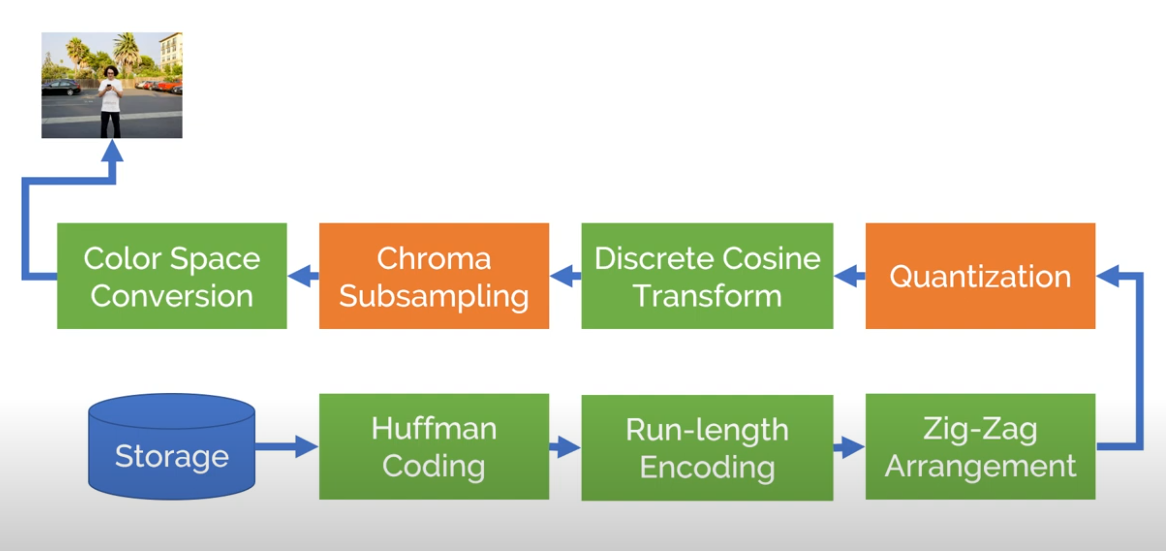 Color Space
Conversion
Chroma
Subsampling
Discrete Cosine
Transform
Quantization
Storage
Huffman
Coding
Run-length
Encoding
Zig-Zag
Arrangement